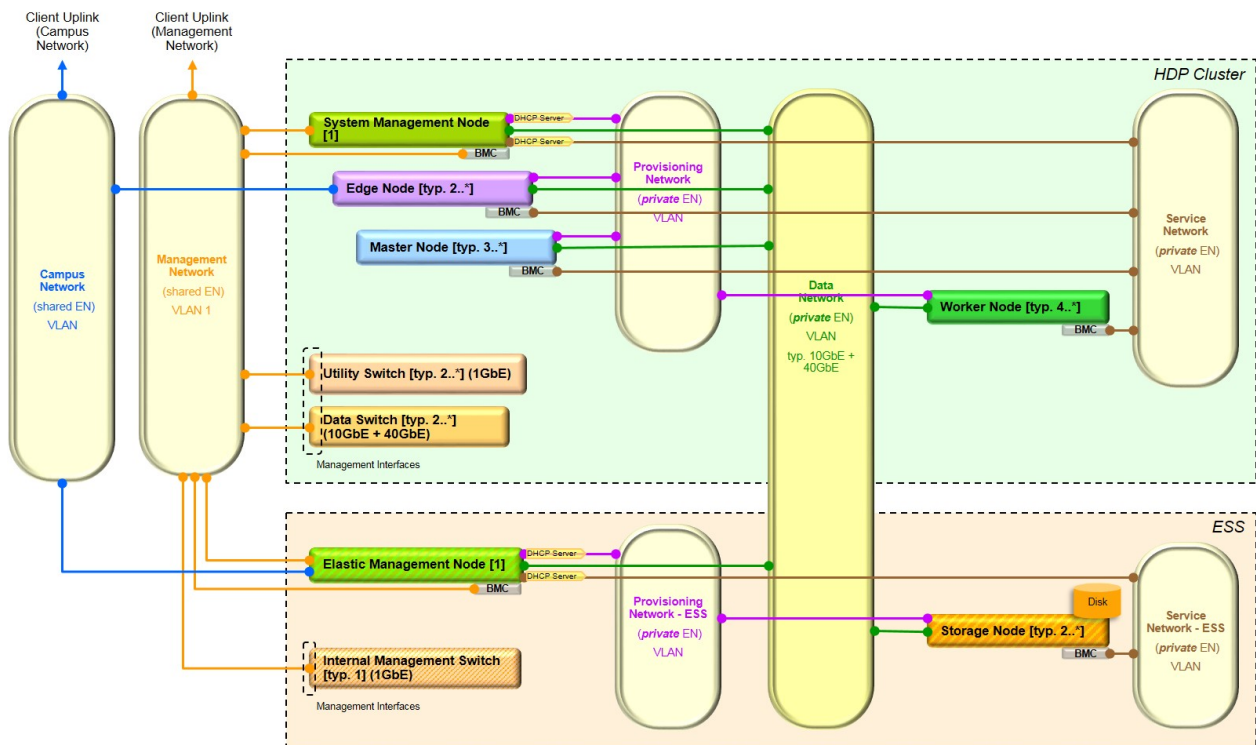 Client Uplink
(Campus
Network)
Client Uplink
(Management
Network)
HDP Cluster
System Management Node
[1]
DHCP Server
DHCP Server
BMC
Provisioning
Network
(private EN)
VLAN
Edge Node [typ. 2..*]
BMC
Master Node [typ. 3..*]
BMC
Service
Network
(private EN)
VLAN
Campus
Network
(shared EN)
VLAN
Management
Network
(shared EN)
VLAN 1
Data
Network
(private EN)
VLAN
typ. 10GbE +
40GbE
Worker Node [typ. 4..*]
BMC
Utility Switch [typ. 2..*] (1GbE)
Data Switch [typ. 2..*]
(10GbE + 40GbE)
Management Interfaces
ESS
Elastic Management Node [1]
DHCP Server
DHCP Server
BMC
Provisioning
Network - ESS
(private EN)
VLAN
Disk
Storage Node [typ. 2..*]
BMC
Service
Network - ESS
(private EN)
VLAN
Internal Management Switch
[typ. 1] (1GbE)
Management Interfaces